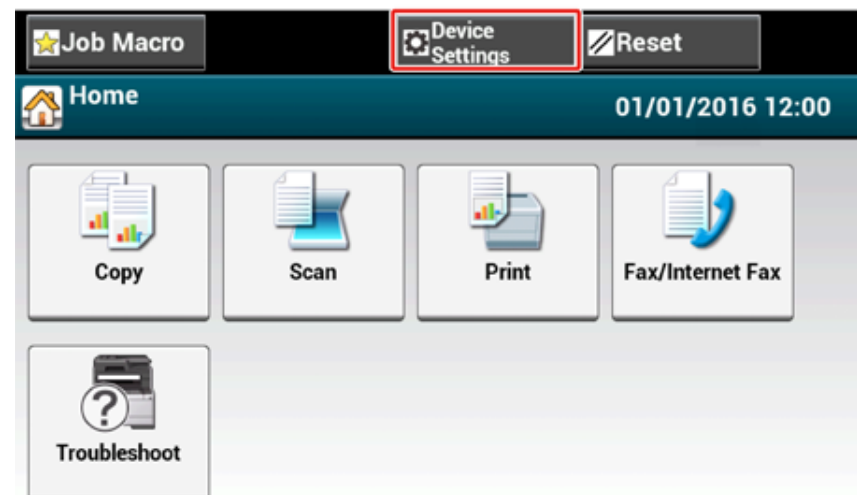 Job Macro
Device
Settings
Reset
Home
01/01/2016 12:00
Copy
Scan
Print
Fax/Internet Fax
?
Troubleshoot